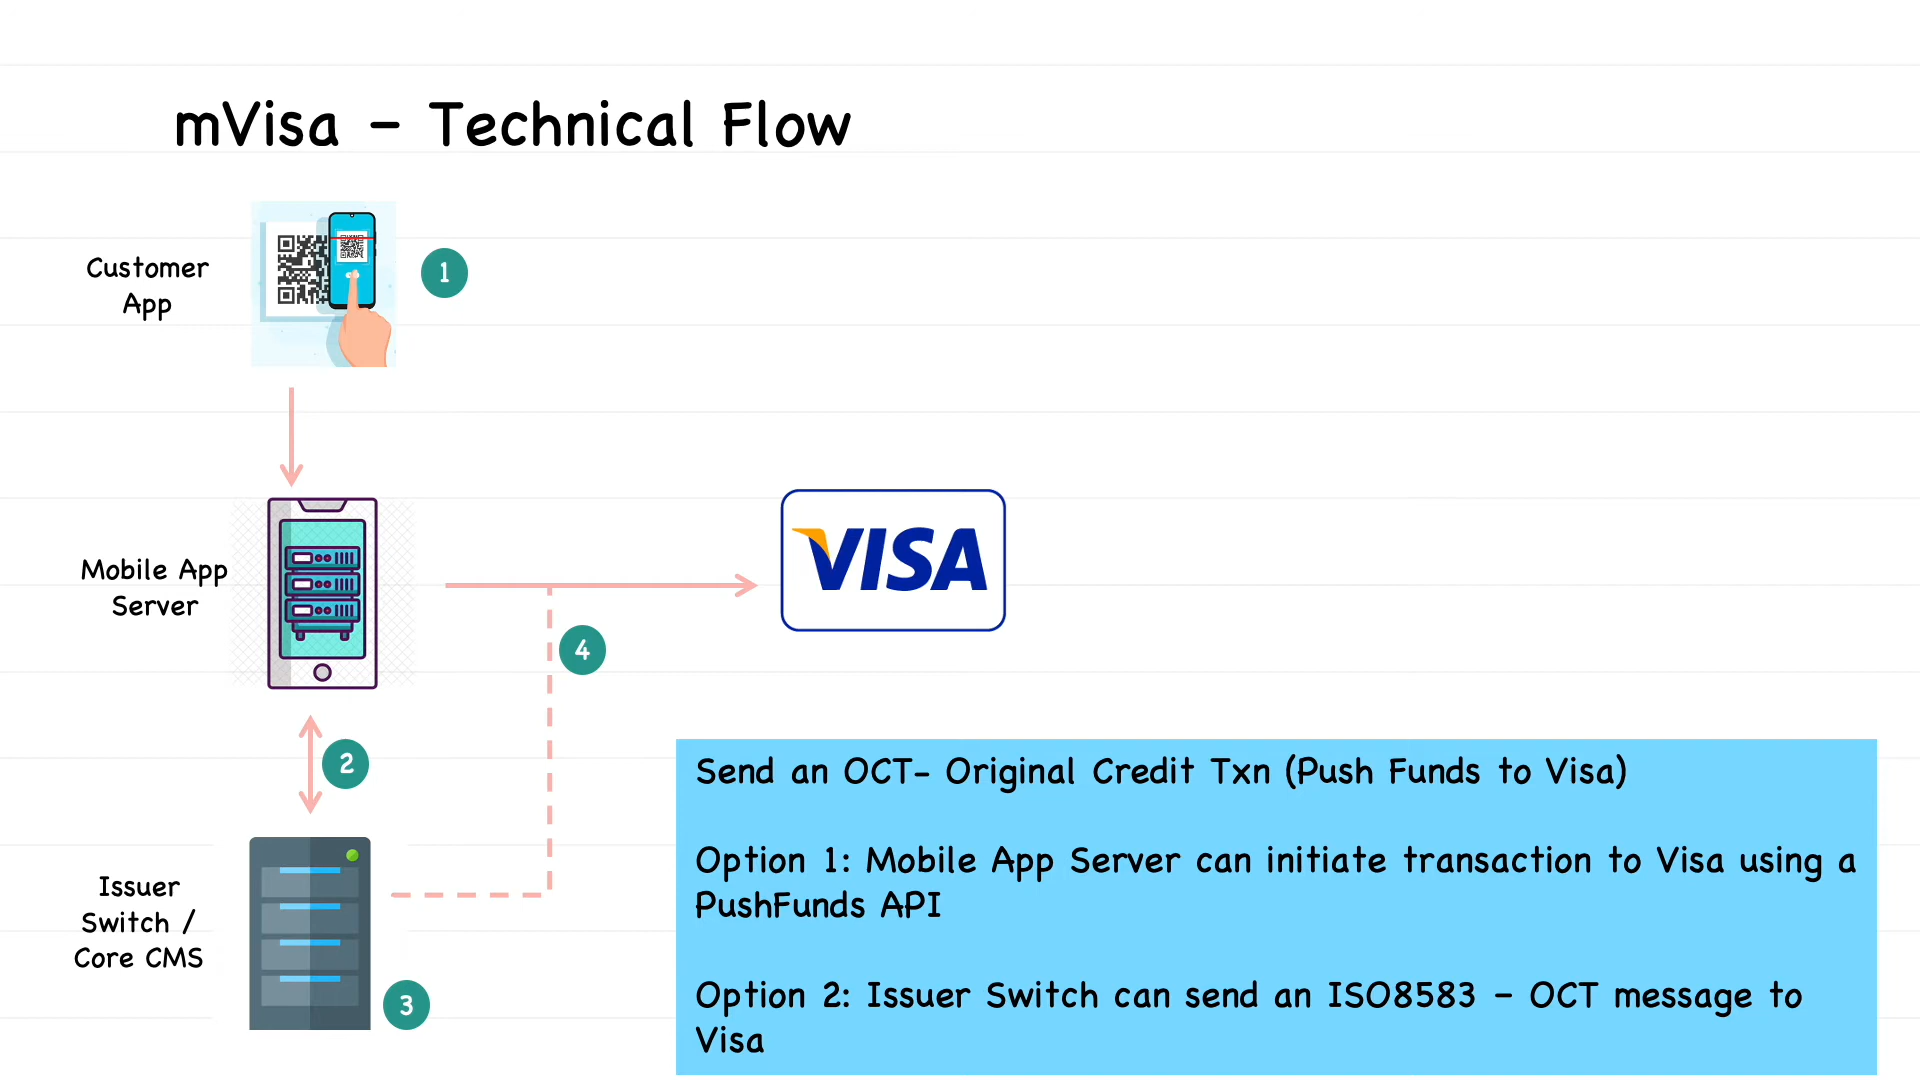 mVisa - Technical Flow
Customer
App
1
Mobile App
Server
VISA
4
2
Issuer
Switch /
Core CMS
3
Send an OCT- Original Credit Txn (Push Funds to Visa)
Option 1: Mobile App Server can initiate transaction to Visa using a
PushFunds API
Option 2: Issuer Switch can send an ISO8583 - OCT message to
Visa